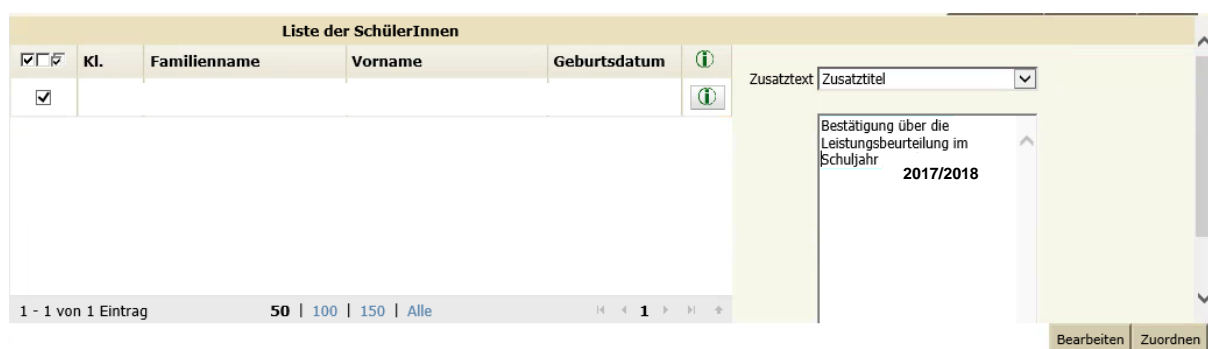 Liste der SchülerInnen
Kl. Familienname Vorname Geburtsdatum
Zusatztext Zusatztitel
Bestätigung über die
Leistungsbeurteilung im
Schuljahr
2017/2018
1 - 1 von 1 Eintrag 50 | 100 | 150 | Alle 1
Bearbeiten Zuordnen